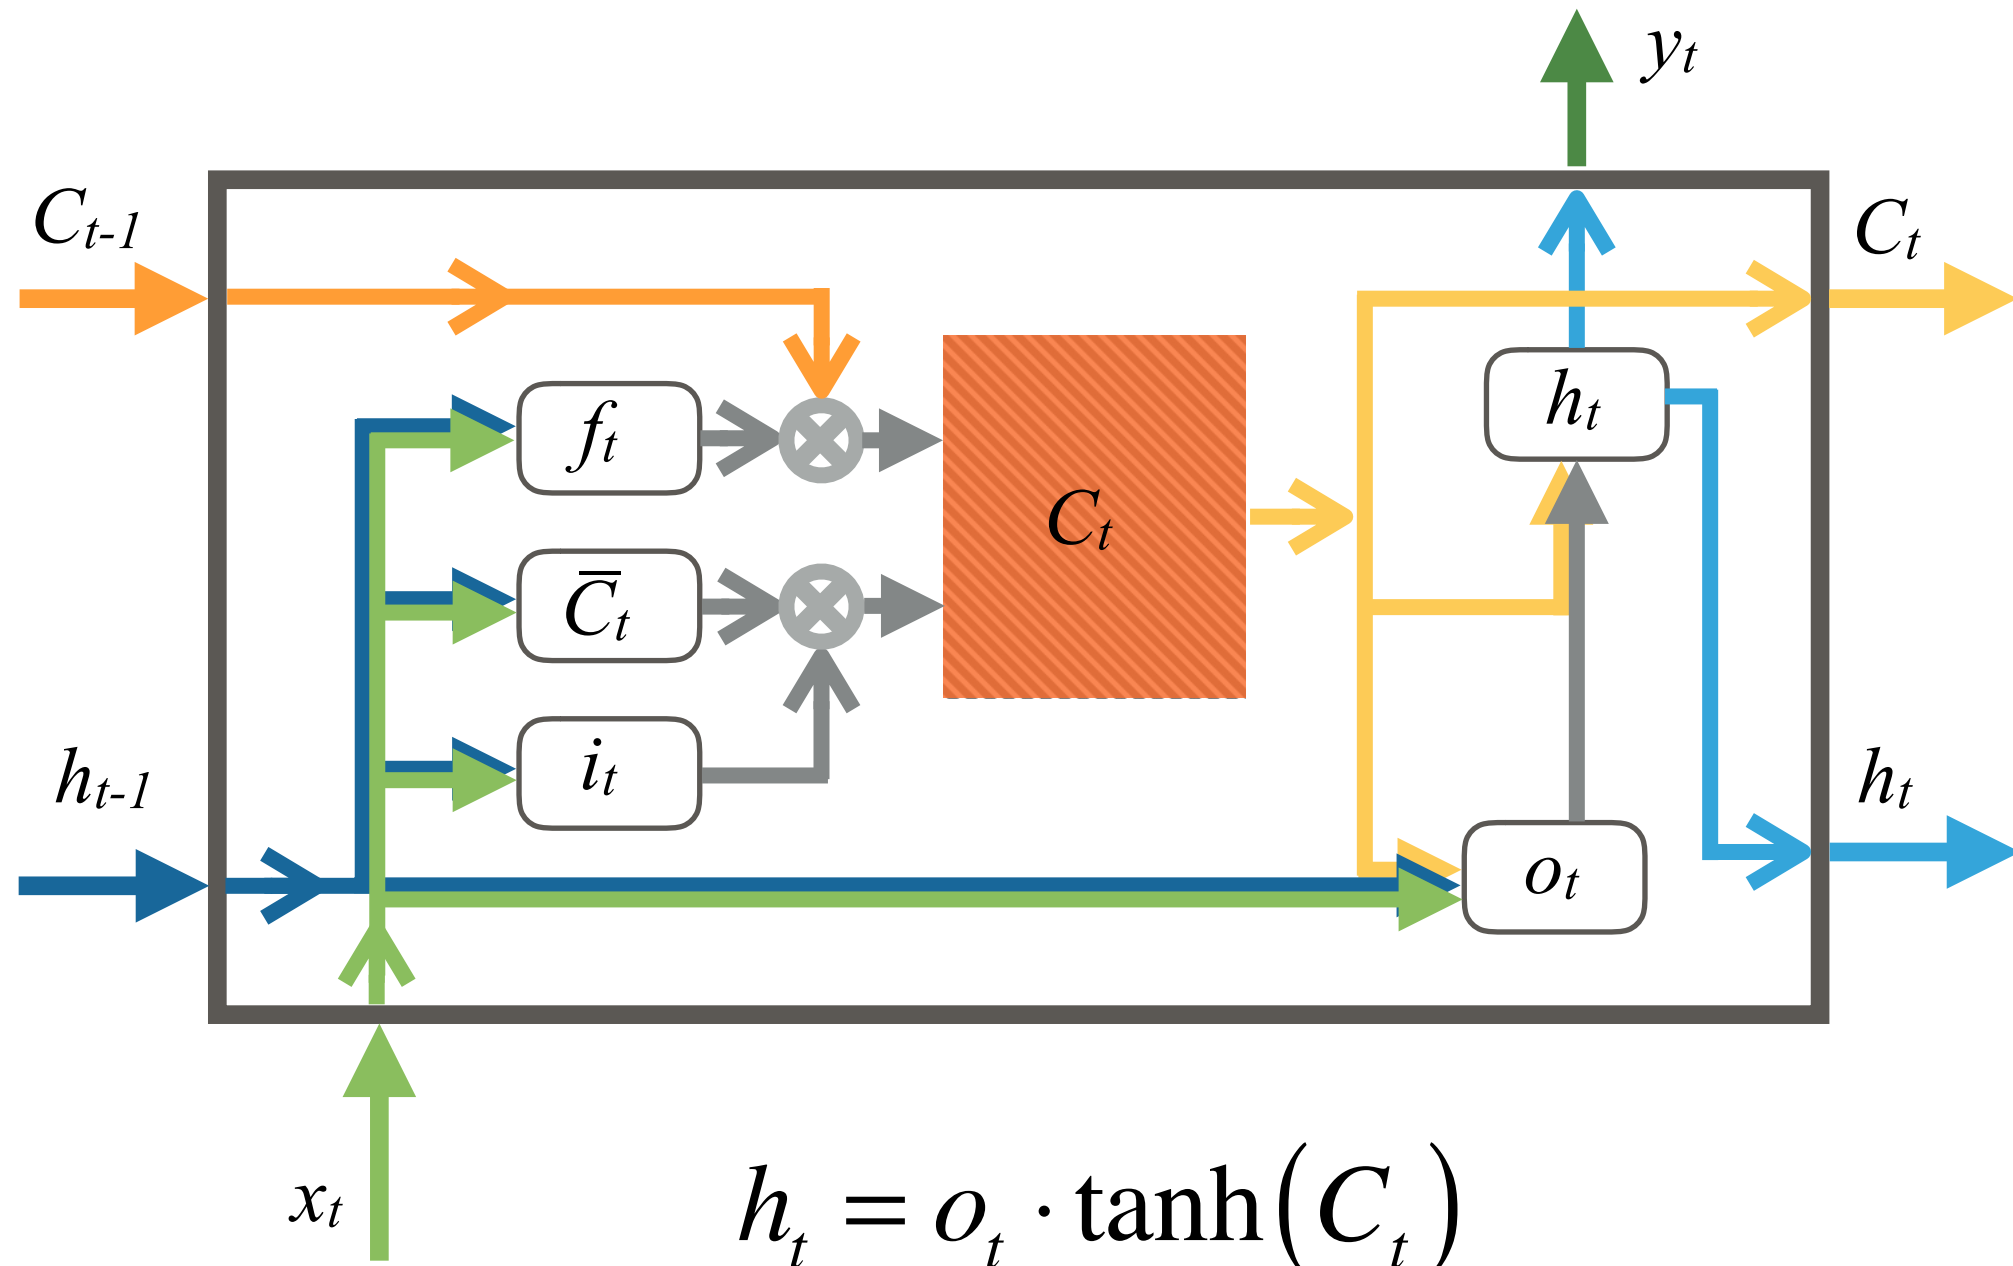 yt
Ct-1
Ct
ft
ht
Ct
C̅t
ht-1
it
ht
ot
xt
ht = ot · tanh(Ct)